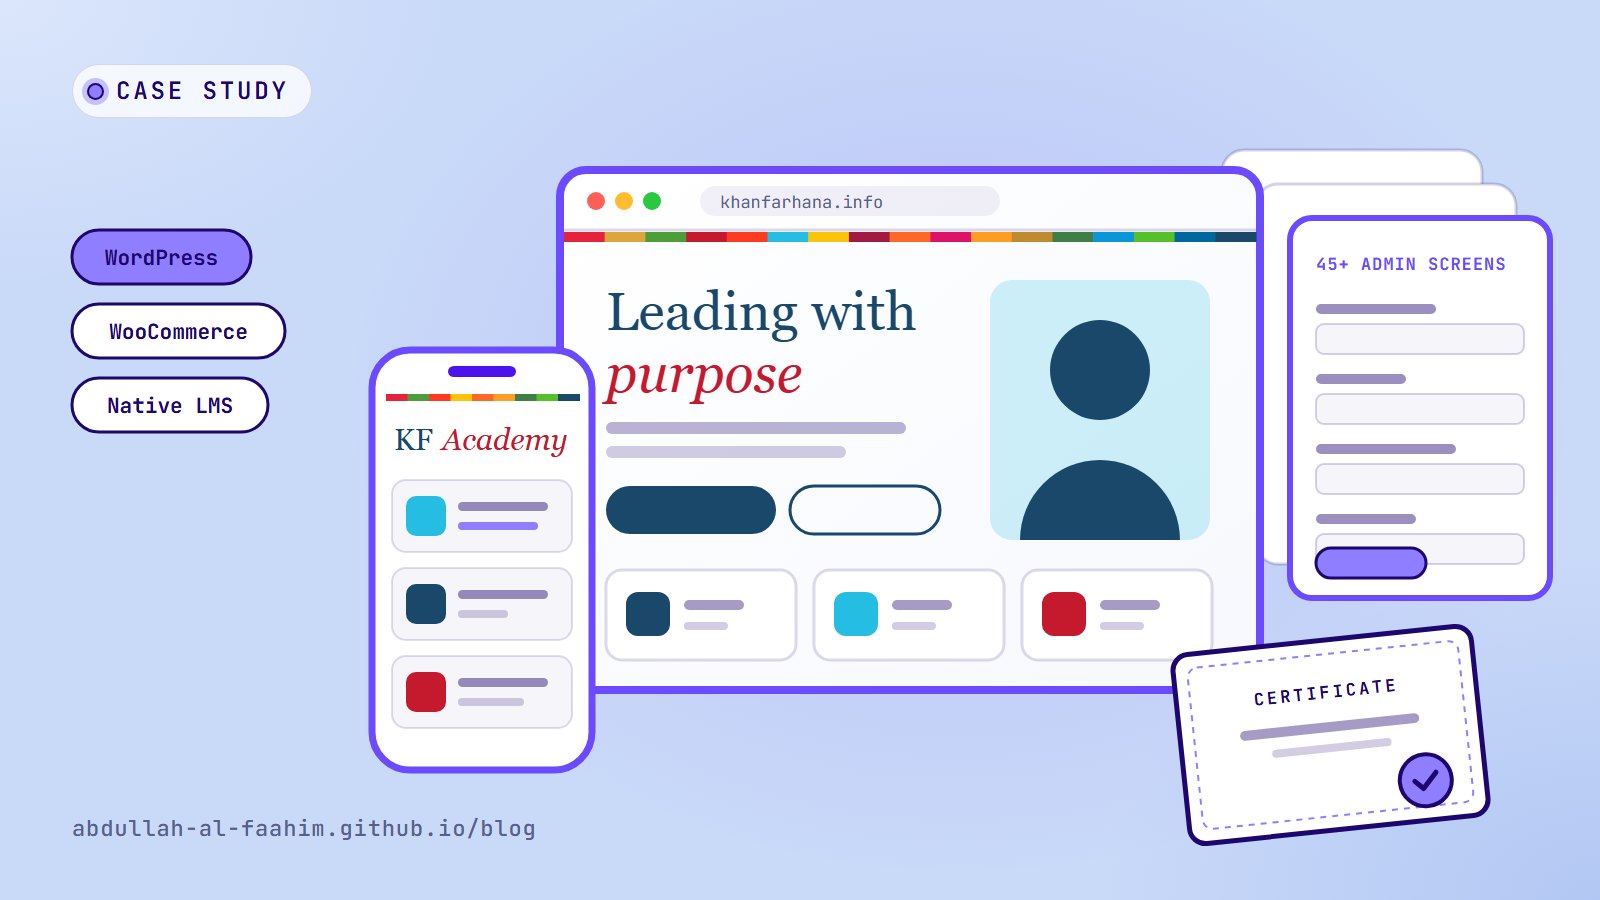 CASE STUDY
WordPress
WooCommerce
Native LMS
khanfarhana.info
Leading with
purpose
KF Academy
45+ ADMIN SCREENS
CERTIFICATE
abdullah-al-faahim.github.io/blog